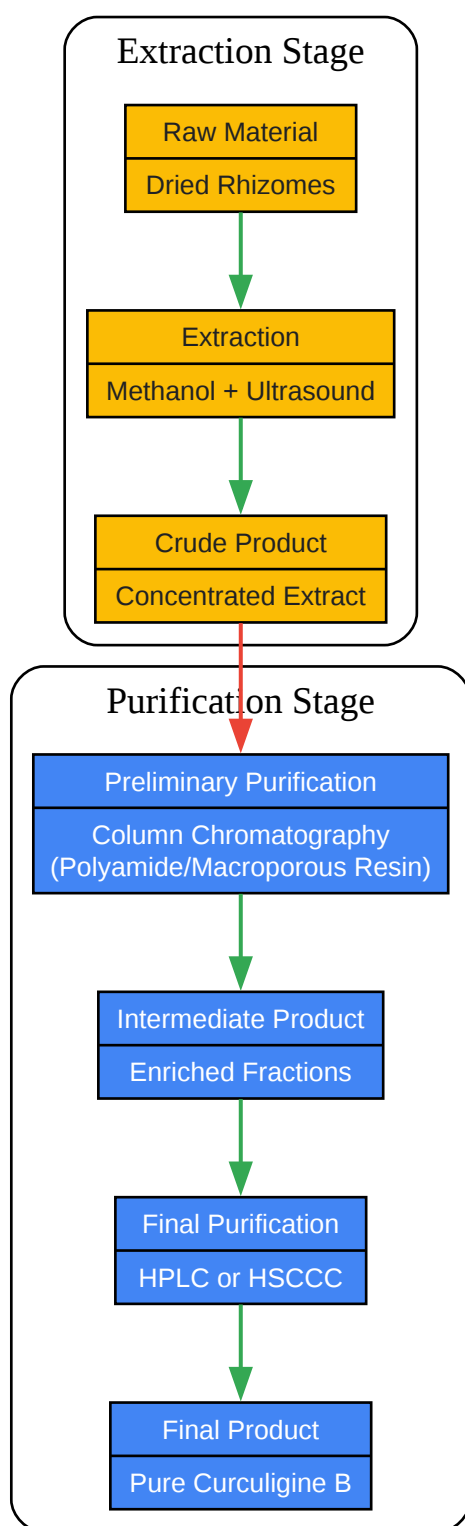 Extraction Stage
Raw Material
Dried Rhizomes
Extraction
Methanol + Ultrasound
Crude Product
Concentrated Extract
Purification Stage
Preliminary Purification
Column Chromatography
(Polyamide/Macroporous Resin)
Intermediate Product
Enriched Fractions
Final Purification
HPLC or HSCCC
Final Product
Pure Curculigine B